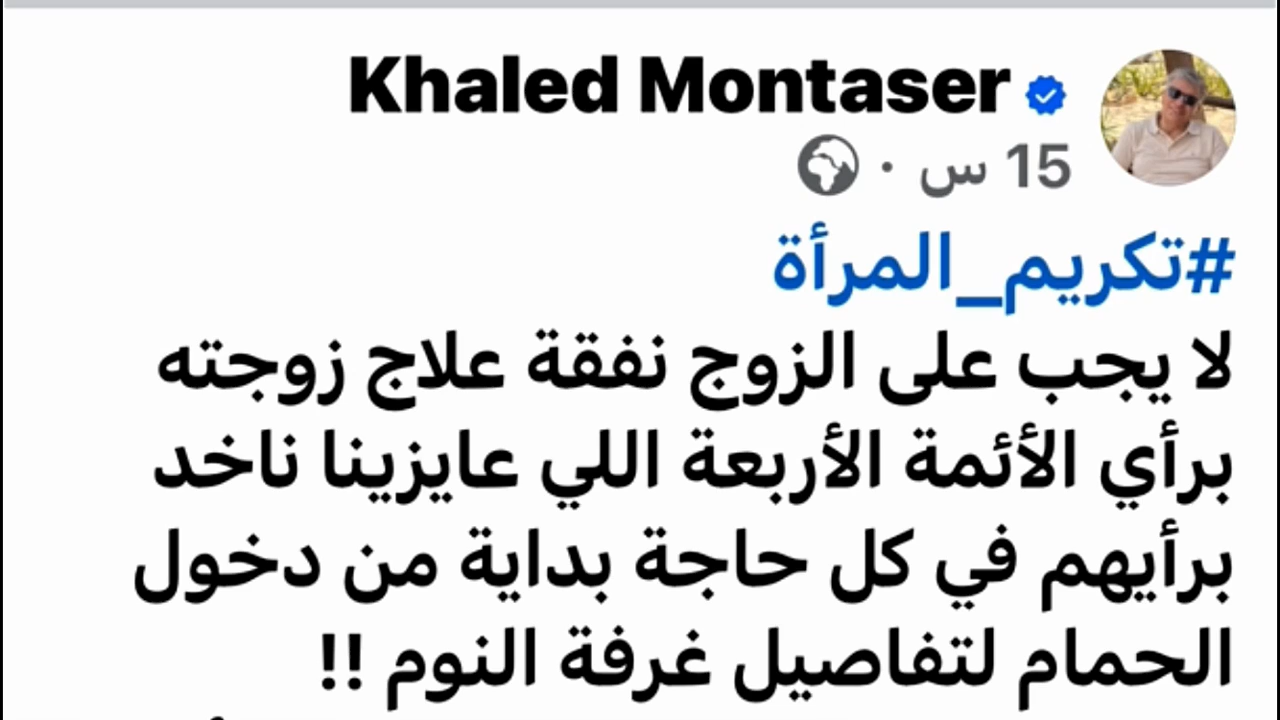 Khaled Montaser
15 س ·
#تكريم_المرأة
لا يجب على الزوج نفقة علاج زوجته
برأي الأئمة الأربعة اللي عايزينا ناخد
برأيهم في كل حاجة بداية من دخول
الحمام لتفاصيل غرفة النوم !!